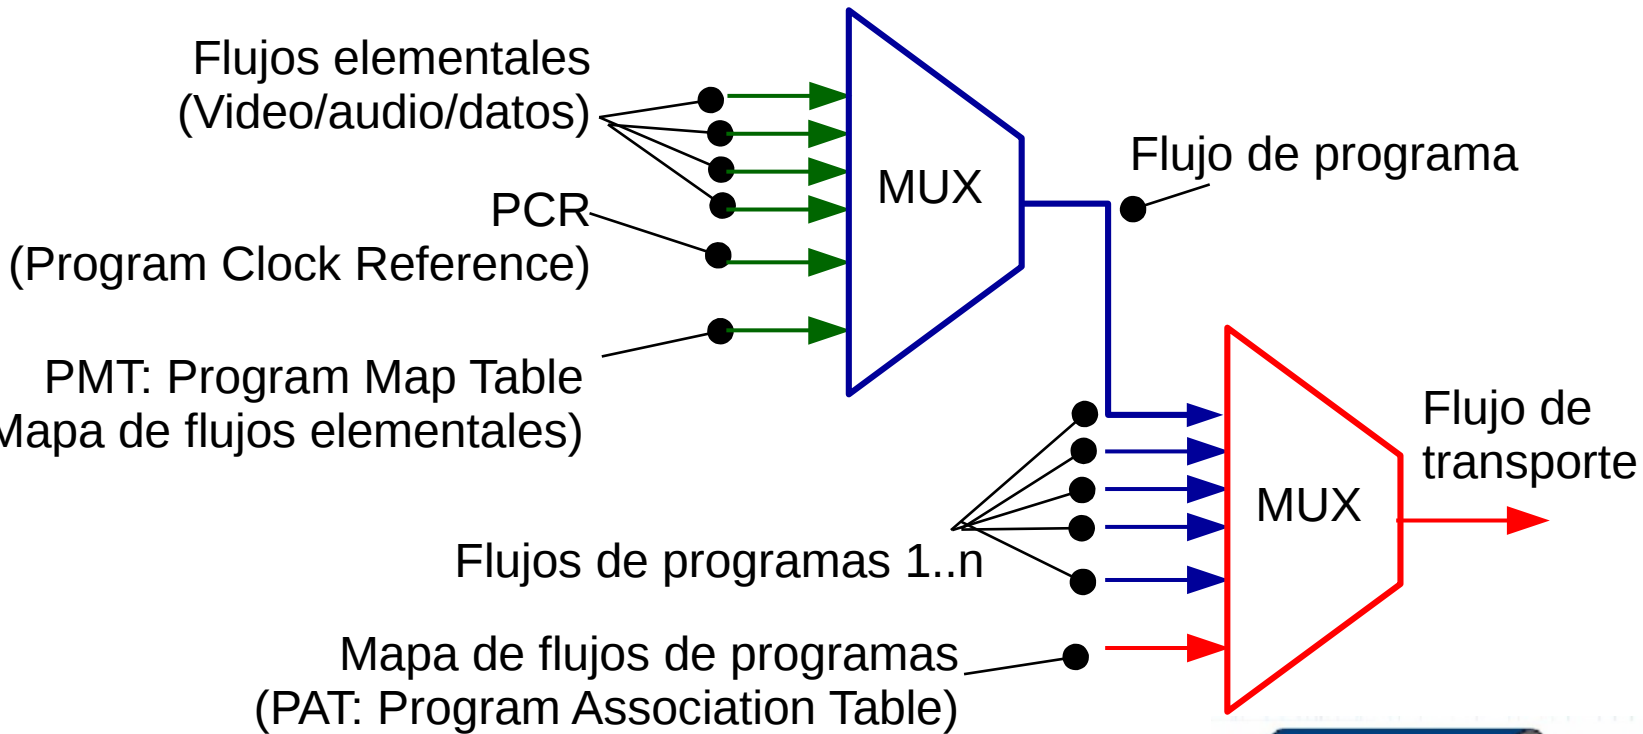 Flujos elementales
(Video/audio/datos)
PCR
(Program Clock Reference)
PMT: Program Map Table
Mapa de flujos elementales)
MUX
Flujo de programa
Flujos de programas 1..n
Mapa de flujos de programas
(PAT: Program Association Table)
MUX
Flujo de
transporte